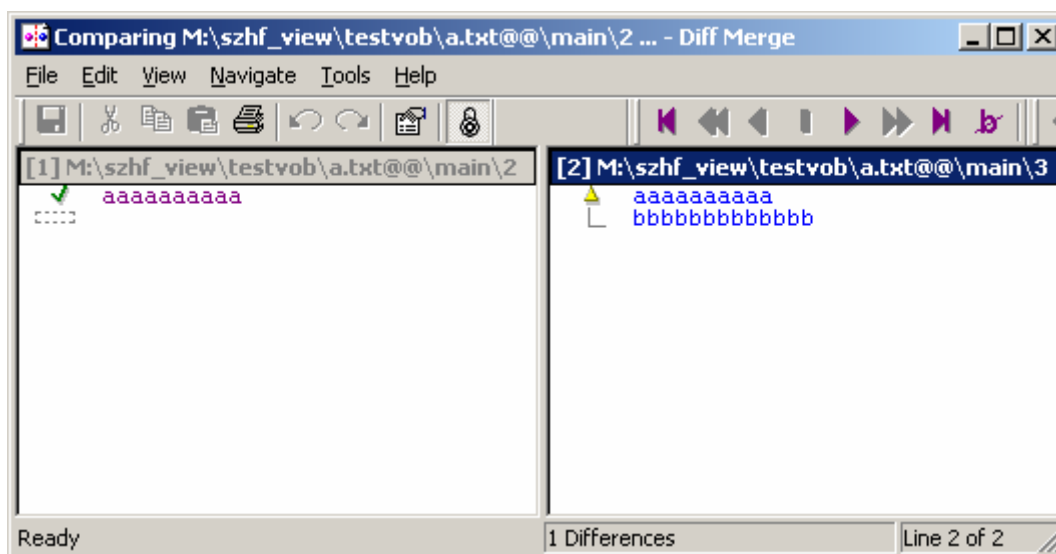 Comparing M:\szhf_view\testvob\a.txt@@\main\2 ... - Diff Merge
File Edit View Navigate Tools Help
[1] M:\szhf_view\testvob\a.txt@@\main\2
aaaaaaaaaa
[2] M:\szhf_view\testvob\a.txt@@\main\3
aaaaaaaaaa
bbbbbbbbbbbbb
Ready
1 Differences
Line 2 of 2